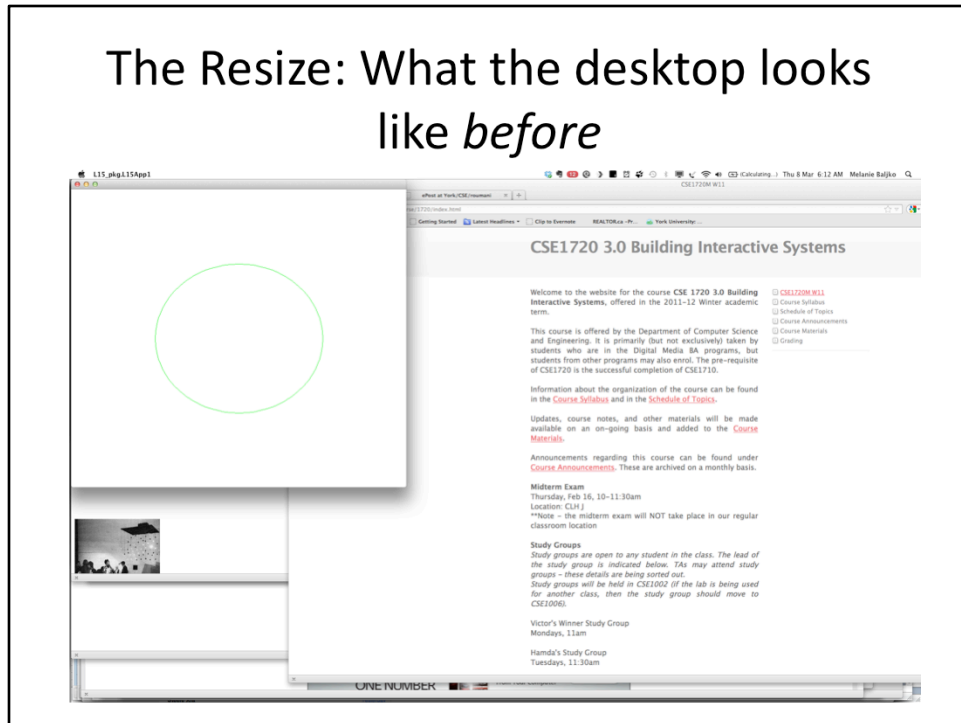 The Resize: What the desktop looks
like before
L15_pkg.L15App1
(Calculating...) Thu 8 Mar 6:12 AM Melanie Baljko
CSE1720M W11
ePost at York/CSE/roumani
/1720/index.html
Getting Started Latest Headlines Clip to Evernote REALTOR.ca -Pr... York University: ...
CSE1720 3.0 Building Interactive Systems
Welcome to the website for the course CSE 1720 3.0 Building
Interactive Systems, offered in the 2011-12 Winter academic
term.
This course is offered by the Department of Computer Science
and Engineering. It is primarily (but not exclusively) taken by
students who are in the Digital Media BA programs, but
students from other programs may also enrol. The pre-requisite
of CSE1720 is the successful completion of CSE1710.
Information about the organization of the course can be found
in the Course Syllabus and in the Schedule of Topics.
Updates, course notes, and other materials will be made
available on an on-going basis and added to the Course
Materials.
Announcements regarding this course can be found under
Course Announcements. These are archived on a monthly basis.
Midterm Exam
Thursday, Feb 16, 10-11:30am
Location: CLH J
**Note - the midterm exam will NOT take place in our regular
classroom location
Study Groups
Study groups are open to any student in the class. The lead of
the study group is indicated below. TAs may attend study
groups - these details are being sorted out.
Study groups will be held in CSE1002 (if the lab is being used
for another class, then the study group should move to
CSE1006).
Victor's Winner Study Group
Mondays, 11am
Hamda's Study Group
Tuesdays, 11:30am
CSE1720M W11
Course Syllabus
Schedule of Topics
Course Announcements
Course Materials
Grading
ONE NUMBER